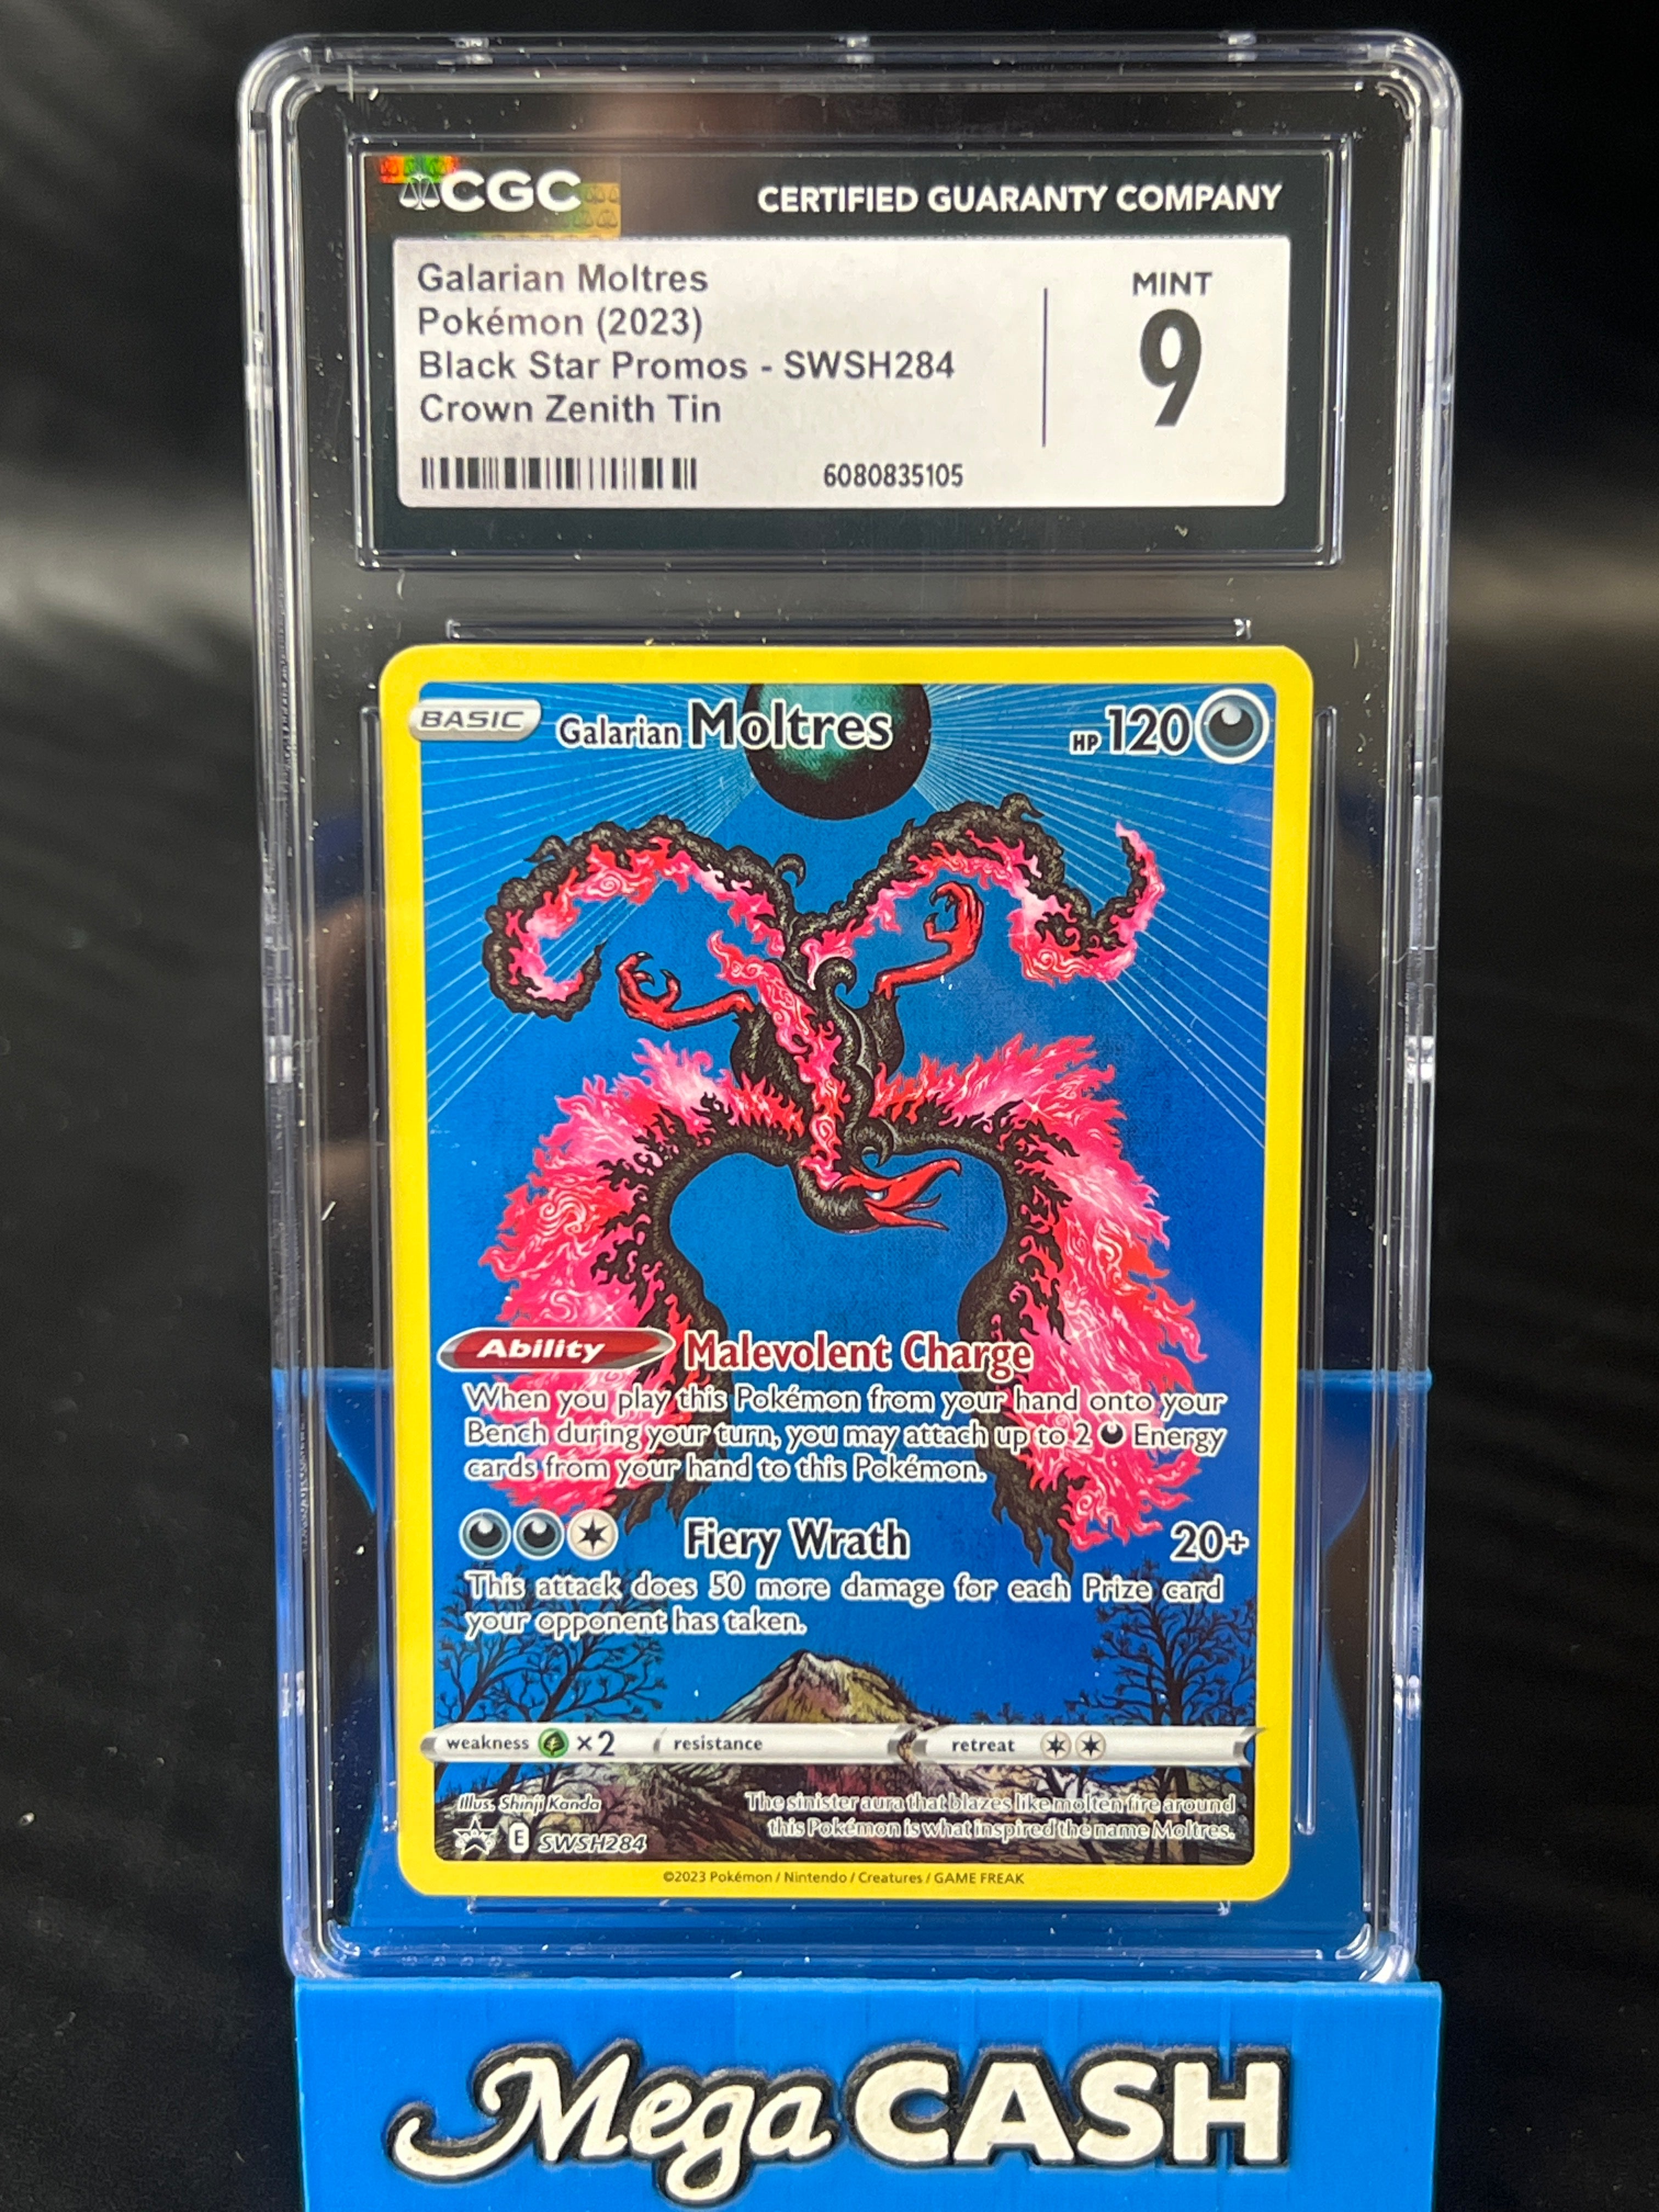 CGC CERTIFIED GUARANTY COMPANY
Galarian Moltres
Pokémon (2023)
Black Star Promos - SWSH284
Crown Zenith Tin
MINT
9
6080835105
BASIC Galarian Moltres HP 120
Ability Malevolent Charge
When you play this Pokémon from your hand onto your
Bench during your turn, you may attach up to 2 Energy
cards from your hand to this Pokémon.
Fiery Wrath 20+
This attack does 50 more damage for each Prize card
your opponent has taken.
weakness ×2 resistance retreat
Illus. Shinji Kanda
The sinister aura that blazes like molten fire around
this Pokémon is what inspired the name Moltres.
E SWSH284
©2023 Pokémon / Nintendo / Creatures / GAME FREAK
Mega CASH